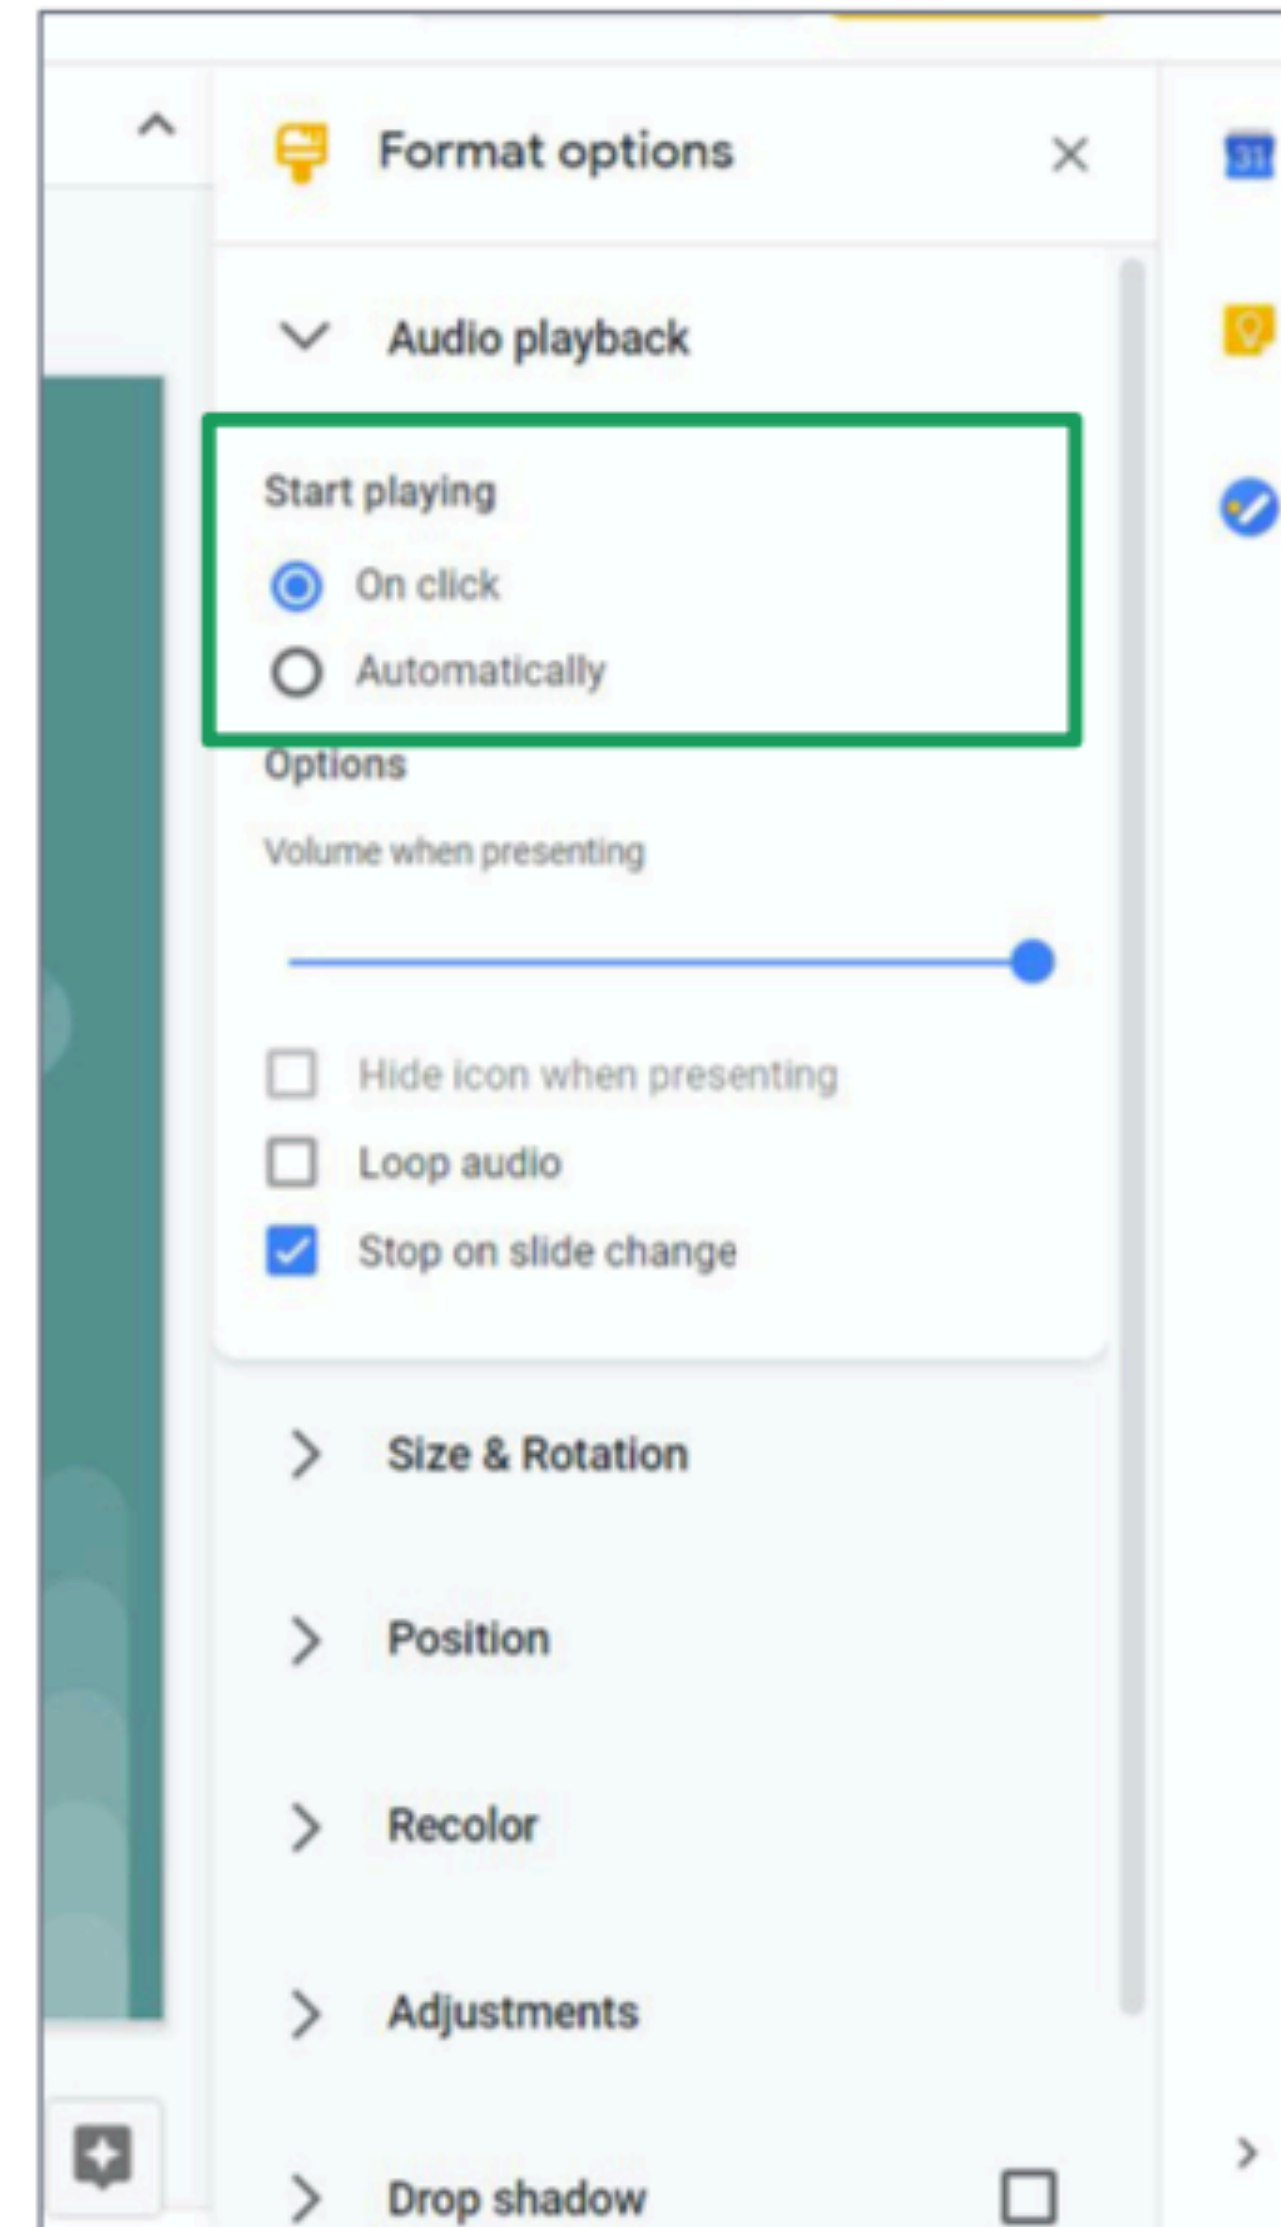 Format options
31
Audio playback
Start playing
On click
Automatically
Options
Volume when presenting
Hide icon when presenting
Loop audio
Stop on slide change
Size & Rotation
Position
Recolor
Adjustments
Drop shadow